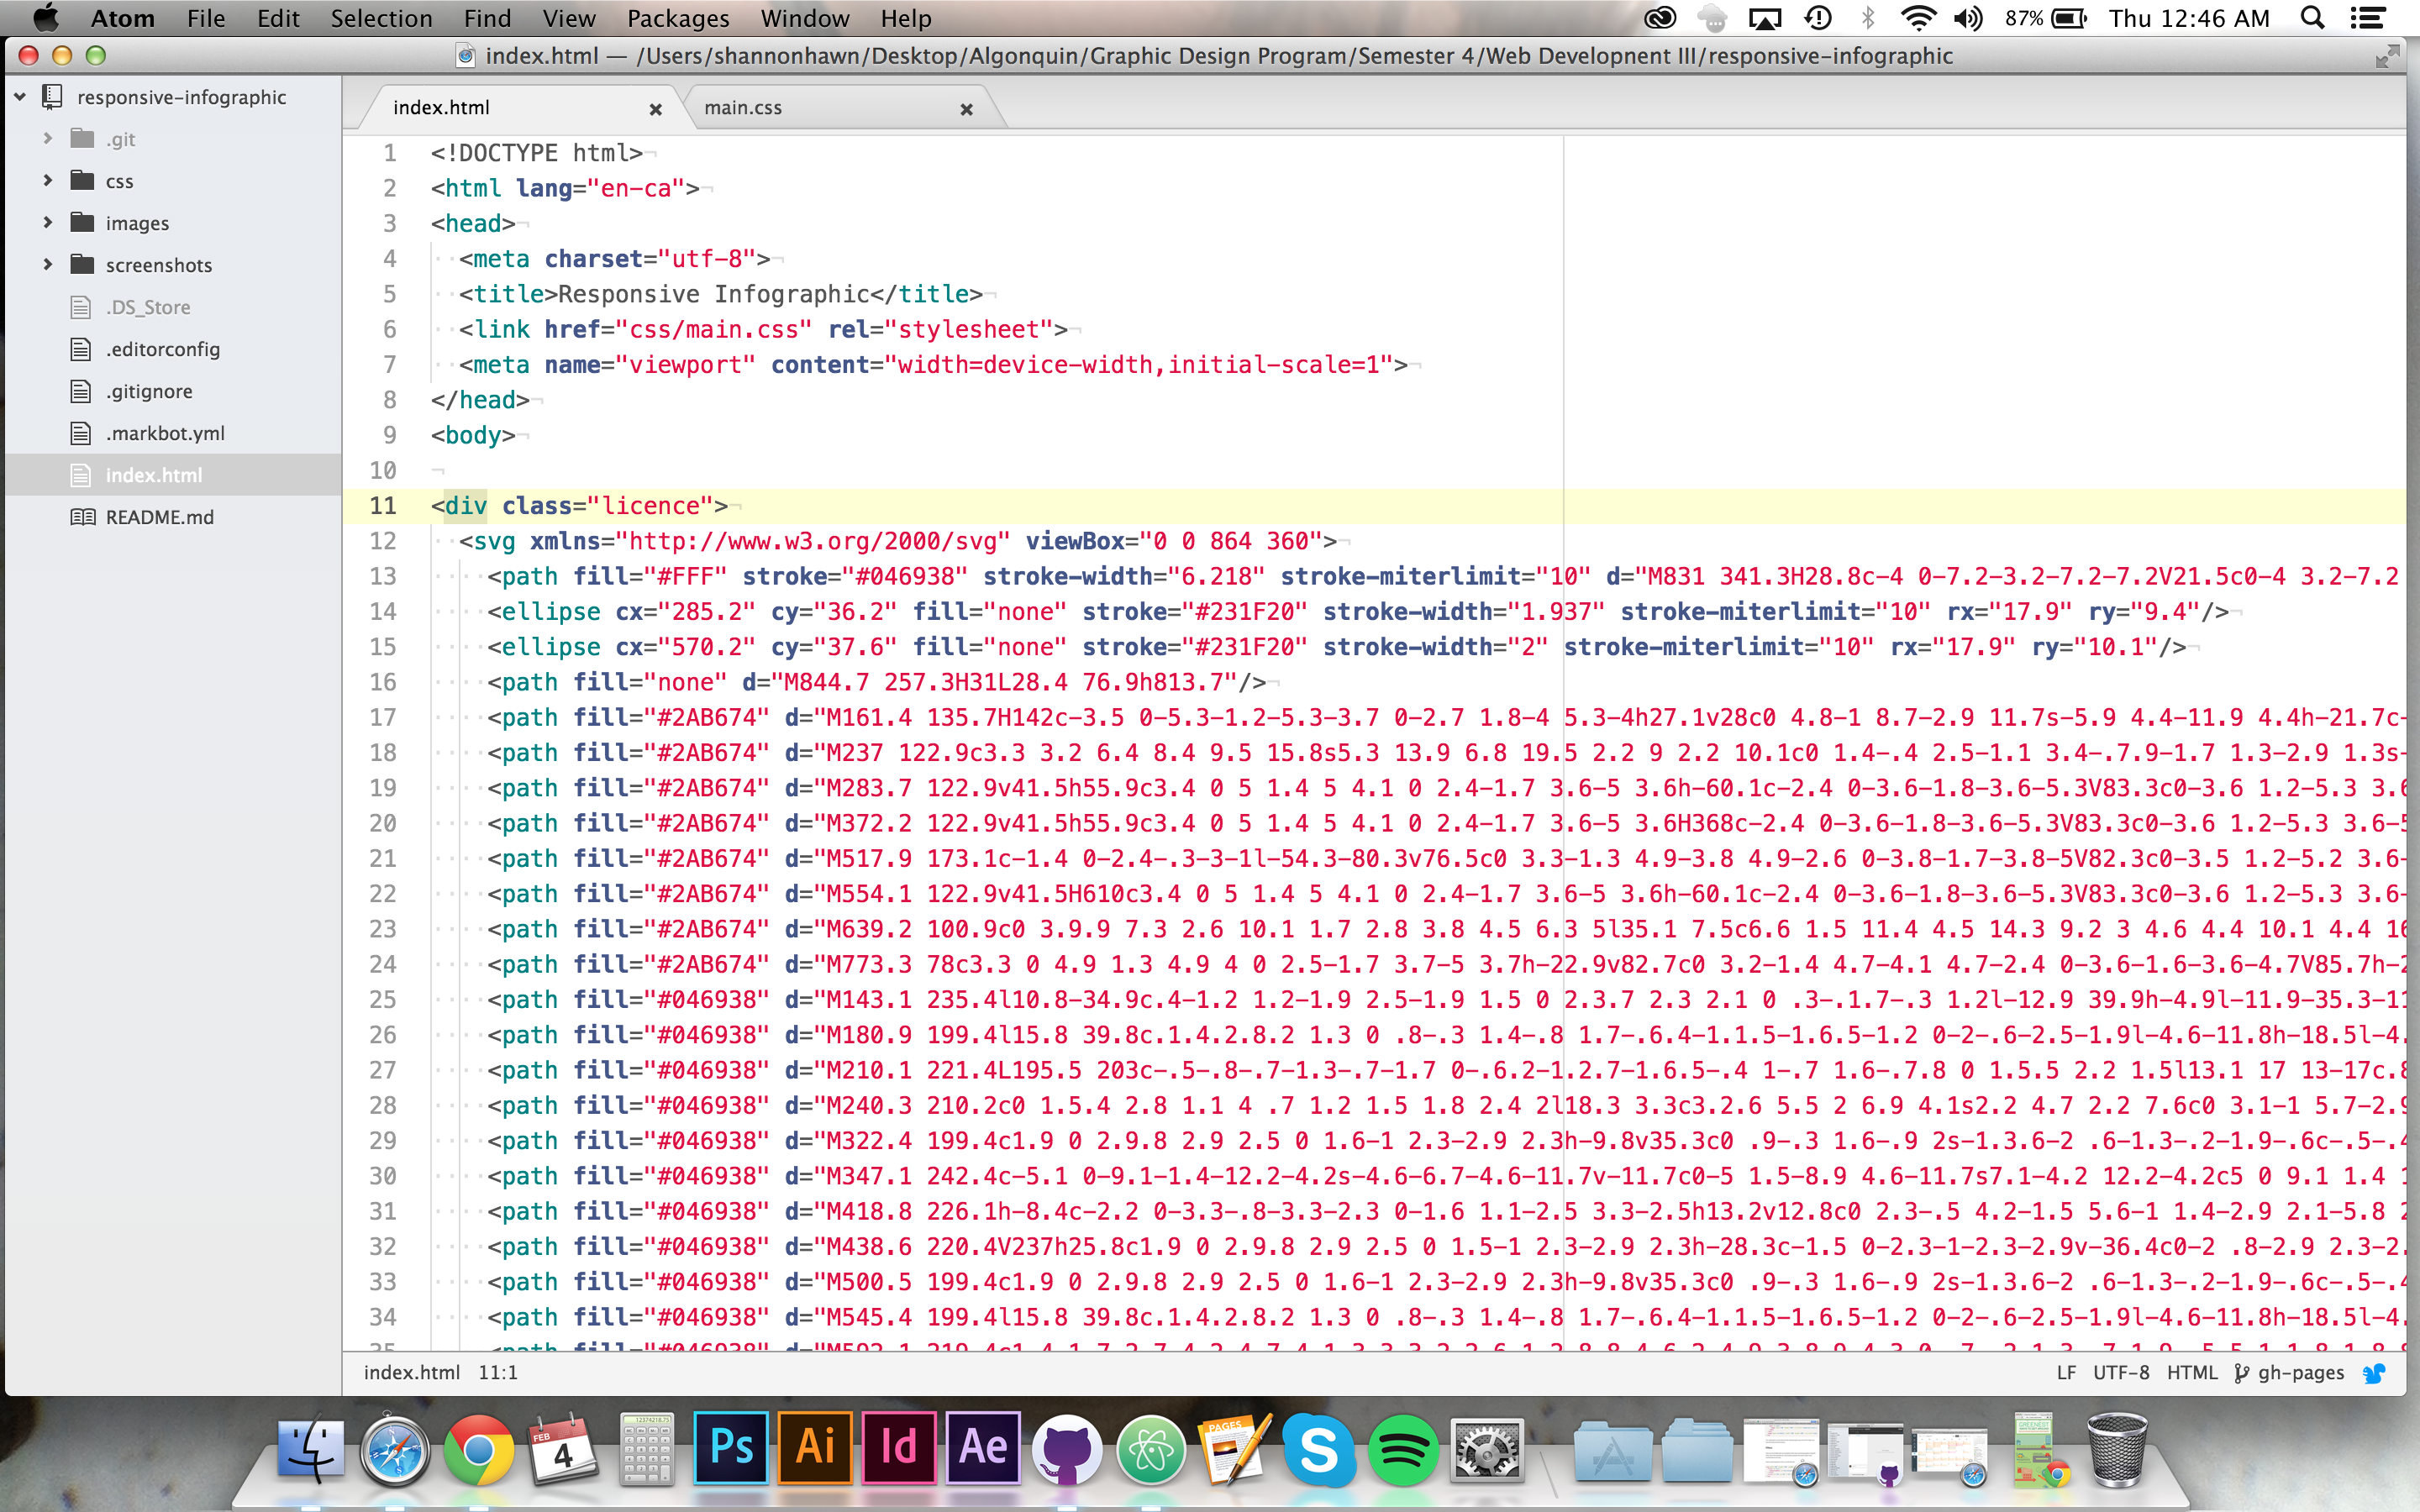 Atom File Edit Selection Find View Packages Window Help 87% Thu 12:46 AM
index.html — /Users/shannonhawn/Desktop/Algonquin/Graphic Design Program/Semester 4/Web Developnent III/responsive-infographic
responsive-infographic
.git
css
images
screenshots
.DS_Store
.editorconfig
.gitignore
.markbot.yml
index.html
README.md
index.html main.css
1 <!DOCTYPE html>
2 <html lang="en-ca">
3 <head>
4 <meta charset="utf-8">
5 <title>Responsive Infographic</title>
6 <link href="css/main.css" rel="stylesheet">
7 <meta name="viewport" content="width=device-width,initial-scale=1">
8 </head>
9 <body>
10
11 <div class="licence">
12 <svg xmlns="http://www.w3.org/2000/svg" viewBox="0 0 864 360">
13 <path fill="#FFF" stroke="#046938" stroke-width="6.218" stroke-miterlimit="10" d="M831 341.3H28.8c-4 0-7.2-3.2-7.2-7.2V21.5c0-4 3.2-7.2
14 <ellipse cx="285.2" cy="36.2" fill="none" stroke="#231F20" stroke-width="1.937" stroke-miterlimit="10" rx="17.9" ry="9.4"/>
15 <ellipse cx="570.2" cy="37.6" fill="none" stroke="#231F20" stroke-width="2" stroke-miterlimit="10" rx="17.9" ry="10.1"/>
16 <path fill="none" d="M844.7 257.3H31L28.4 76.9h813.7"/>
17 <path fill="#2AB674" d="M161.4 135.7H142c-3.5 0-5.3-1.2-5.3-3.7 0-2.7 1.8-4 5.3-4h27.1v28c0 4.8-1 8.7-2.9 11.7s-5.9 4.4-11.9 4.4h-21.7c-
18 <path fill="#2AB674" d="M237 122.9c3.3 3.2 6.4 8.4 9.5 15.8s5.3 13.9 6.8 19.5 2.2 9 2.2 10.1c0 1.4-.4 2.5-1.1 3.4-.7.9-1.7 1.3-2.9 1.3s-
19 <path fill="#2AB674" d="M283.7 122.9v41.5h55.9c3.4 0 5 1.4 5 4.1 0 2.4-1.7 3.6-5 3.6h-60.1c-2.4 0-3.6-1.8-3.6-5.3V83.3c0-3.6 1.2-5.3 3.6
20 <path fill="#2AB674" d="M372.2 122.9v41.5h55.9c3.4 0 5 1.4 5 4.1 0 2.4-1.7 3.6-5 3.6H368c-2.4 0-3.6-1.8-3.6-5.3V83.3c0-3.6 1.2-5.3 3.6-5
21 <path fill="#2AB674" d="M517.9 173.1c-1.4 0-2.4-.3-3-1l-54.3-80.3v76.5c0 3.3-1.3 4.9-3.8 4.9-2.6 0-3.8-1.7-3.8-5V82.3c0-3.5 1.2-5.2 3.6-
22 <path fill="#2AB674" d="M554.1 122.9v41.5H610c3.4 0 5 1.4 5 4.1 0 2.4-1.7 3.6-5 3.6h-60.1c-2.4 0-3.6-1.8-3.6-5.3V83.3c0-3.6 1.2-5.3 3.6-
23 <path fill="#2AB674" d="M639.2 100.9c0 3.9.9 7.3 2.6 10.1 1.7 2.8 3.8 4.5 6.3 5l35.1 7.5c6.6 1.5 11.4 4.5 14.3 9.2 3 4.6 4.4 10.1 4.4 16
24 <path fill="#2AB674" d="M773.3 78c3.3 0 4.9 1.3 4.9 4 0 2.5-1.7 3.7-5 3.7h-22.9v82.7c0 3.2-1.4 4.7-4.1 4.7-2.4 0-3.6-1.6-3.6-4.7V85.7h-2
25 <path fill="#046938" d="M143.1 235.4l10.8-34.9c.4-1.2 1.2-1.9 2.5-1.9 1.5 0 2.3.7 2.3 2.1 0 .3-.1.7-.3 1.2l-12.9 39.9h-4.9l-11.9-35.3-11
26 <path fill="#046938" d="M180.9 199.4l15.8 39.8c.1.4.2.8.2 1.3 0 .8-.3 1.4-.8 1.7-.6.4-1.1.5-1.6.5-1.2 0-2-.6-2.5-1.9l-4.6-11.8h-18.5l-4.
27 <path fill="#046938" d="M210.1 221.4L195.5 203c-.5-.8-.7-1.3-.7-1.7 0-.6.2-1.2.7-1.6.5-.4 1-.7 1.6-.7.8 0 1.5.5 2.2 1.5l13.1 17 13-17c.8
28 <path fill="#046938" d="M240.3 210.2c0 1.5.4 2.8 1.1 4 .7 1.2 1.5 1.8 2.4 2l18.3 3.3c3.2.6 5.5 2 6.9 4.1s2.2 4.7 2.2 7.6c0 3.1-1 5.7-2.9
29 <path fill="#046938" d="M322.4 199.4c1.9 0 2.9.8 2.9 2.5 0 1.6-1 2.3-2.9 2.3h-9.8v35.3c0 .9-.3 1.6-.9 2s-1.3.6-2 .6-1.3-.2-1.9-.6c-.5-.4
30 <path fill="#046938" d="M347.1 242.4c-5.1 0-9.1-1.4-12.2-4.2s-4.6-6.7-4.6-11.7v-11.7c0-5 1.5-8.9 4.6-11.7s7.1-4.2 12.2-4.2c5 0 9.1 1.4 1
31 <path fill="#046938" d="M418.8 226.1h-8.4c-2.2 0-3.3-.8-3.3-2.3 0-1.6 1.1-2.5 3.3-2.5h13.2v12.8c0 2.3-.5 4.2-1.5 5.6-1 1.4-2.9 2.1-5.8 2
32 <path fill="#046938" d="M438.6 220.4V237h25.8c1.9 0 2.9.8 2.9 2.5 0 1.5-1 2.3-2.9 2.3h-28.3c-1.5 0-2.3-1-2.3-2.9v-36.4c0-2 .8-2.9 2.3-2.
33 <path fill="#046938" d="M500.5 199.4c1.9 0 2.9.8 2.9 2.5 0 1.6-1 2.3-2.9 2.3h-9.8v35.3c0 .9-.3 1.6-.9 2s-1.3.6-2 .6-1.3-.2-1.9-.6c-.5-.4
34 <path fill="#046938" d="M545.4 199.4l15.8 39.8c.1.4.2.8.2 1.3 0 .8-.3 1.4-.8 1.7-.6.4-1.1.5-1.6.5-1.2 0-2-.6-2.5-1.9l-4.6-11.8h-18.5l-4.
index.html 11:1 LF UTF-8 HTML gh-pages
FEB
4
12374218.75
Ps Ai Id Ae
PAGES
S